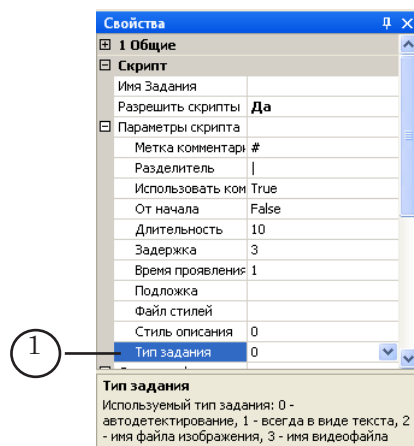 Свойства
1 Общие
Скрипт
Имя Задания
Разрешить скрипты Да
Параметры скрипта
Метка комментари #
Разделитель |
Использовать ком True
От начала False
Длительность 10
Задержка 3
Время проявления 1
Подложка
Файл стилей
Стиль описания 0
1
Тип задания 0
Тип задания
Используемый тип задания: 0 -
автодетектирование, 1 - всегда в виде текста, 2
- имя файла изображения, 3 - имя видеофайла